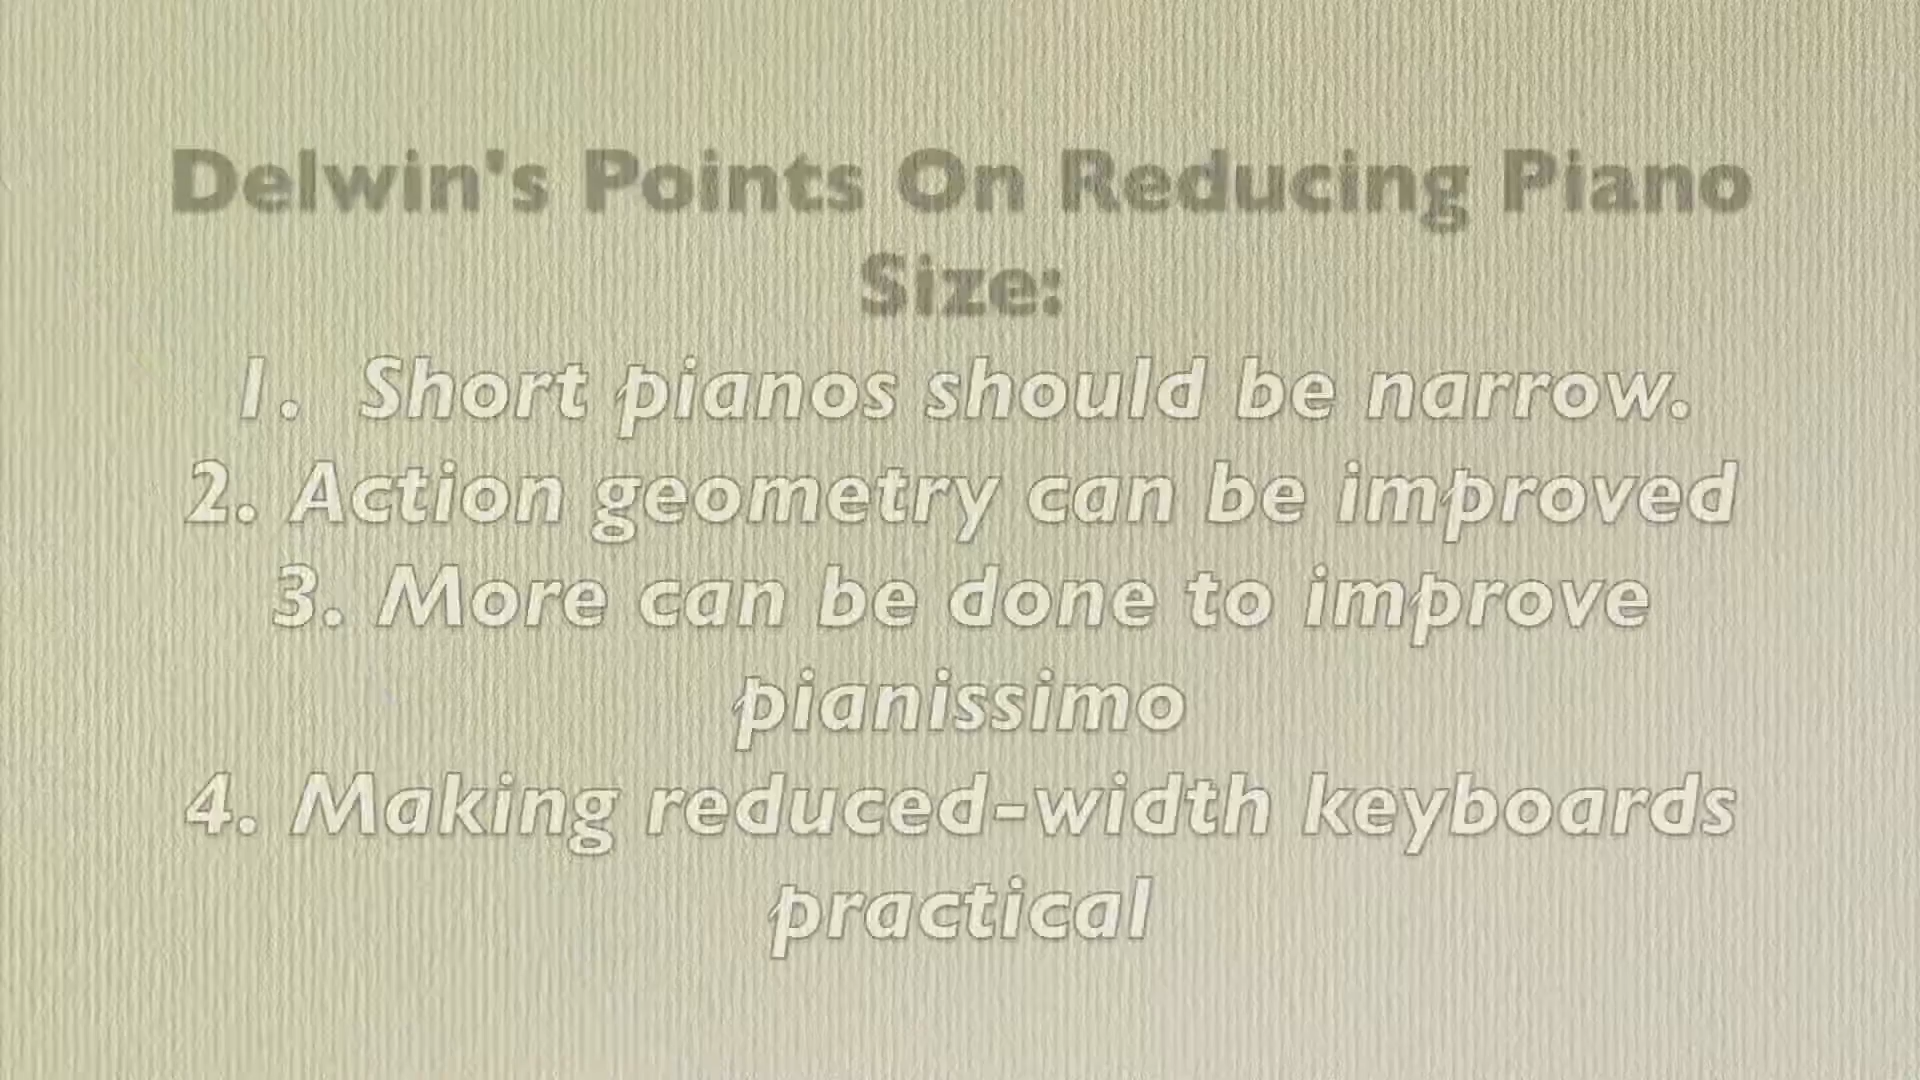 Delwin's Points On Reducing Piano
Size:
1. Short pianos should be narrow.
2. Action geometry can be improved
3. More can be done to improve
pianissimo
4. Making reduced-width keyboards
practical